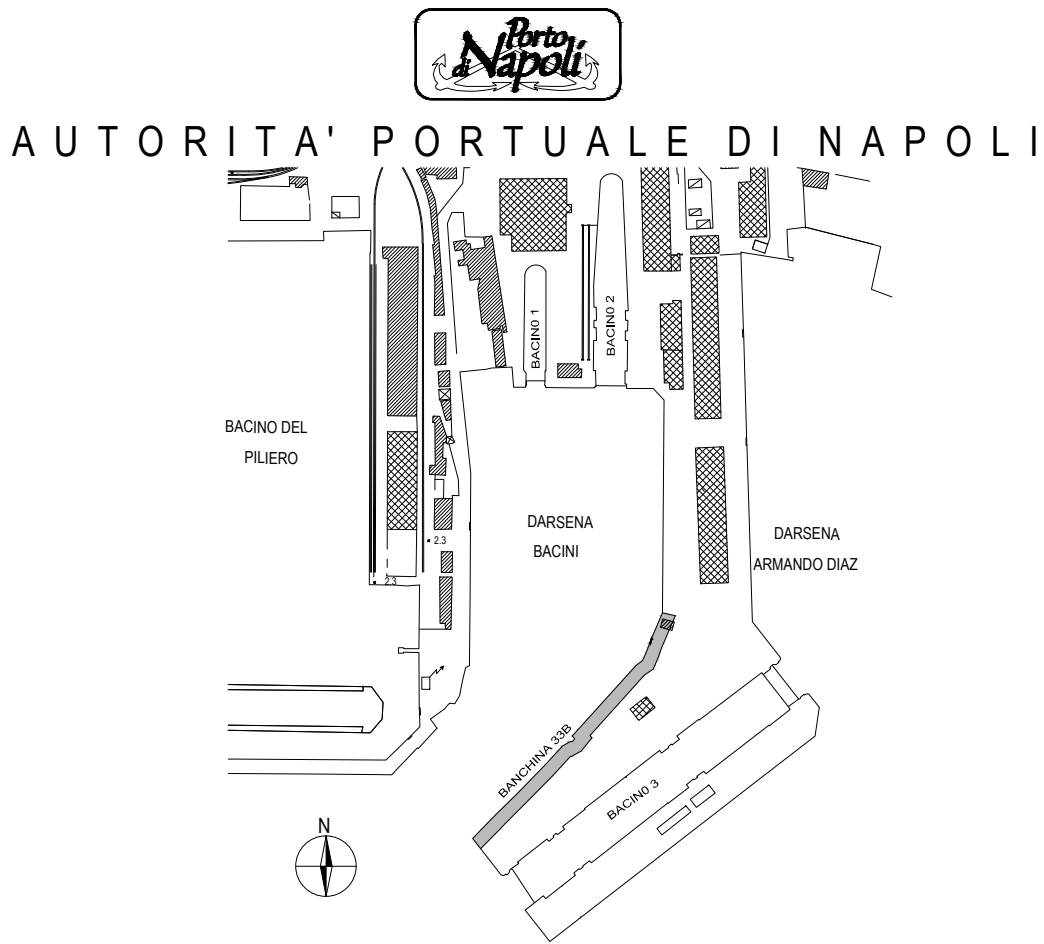 Porto
di Napoli
AUTORITA' PORTUALE DI NAPOLI
BACINO 1
BACINO 2
BACINO DEL
PILIERO
DARSENA
BACINI
DARSENA
ARMANDO DIAZ
2.3
2.3
BANCHINA 33B
BACINO 3
N